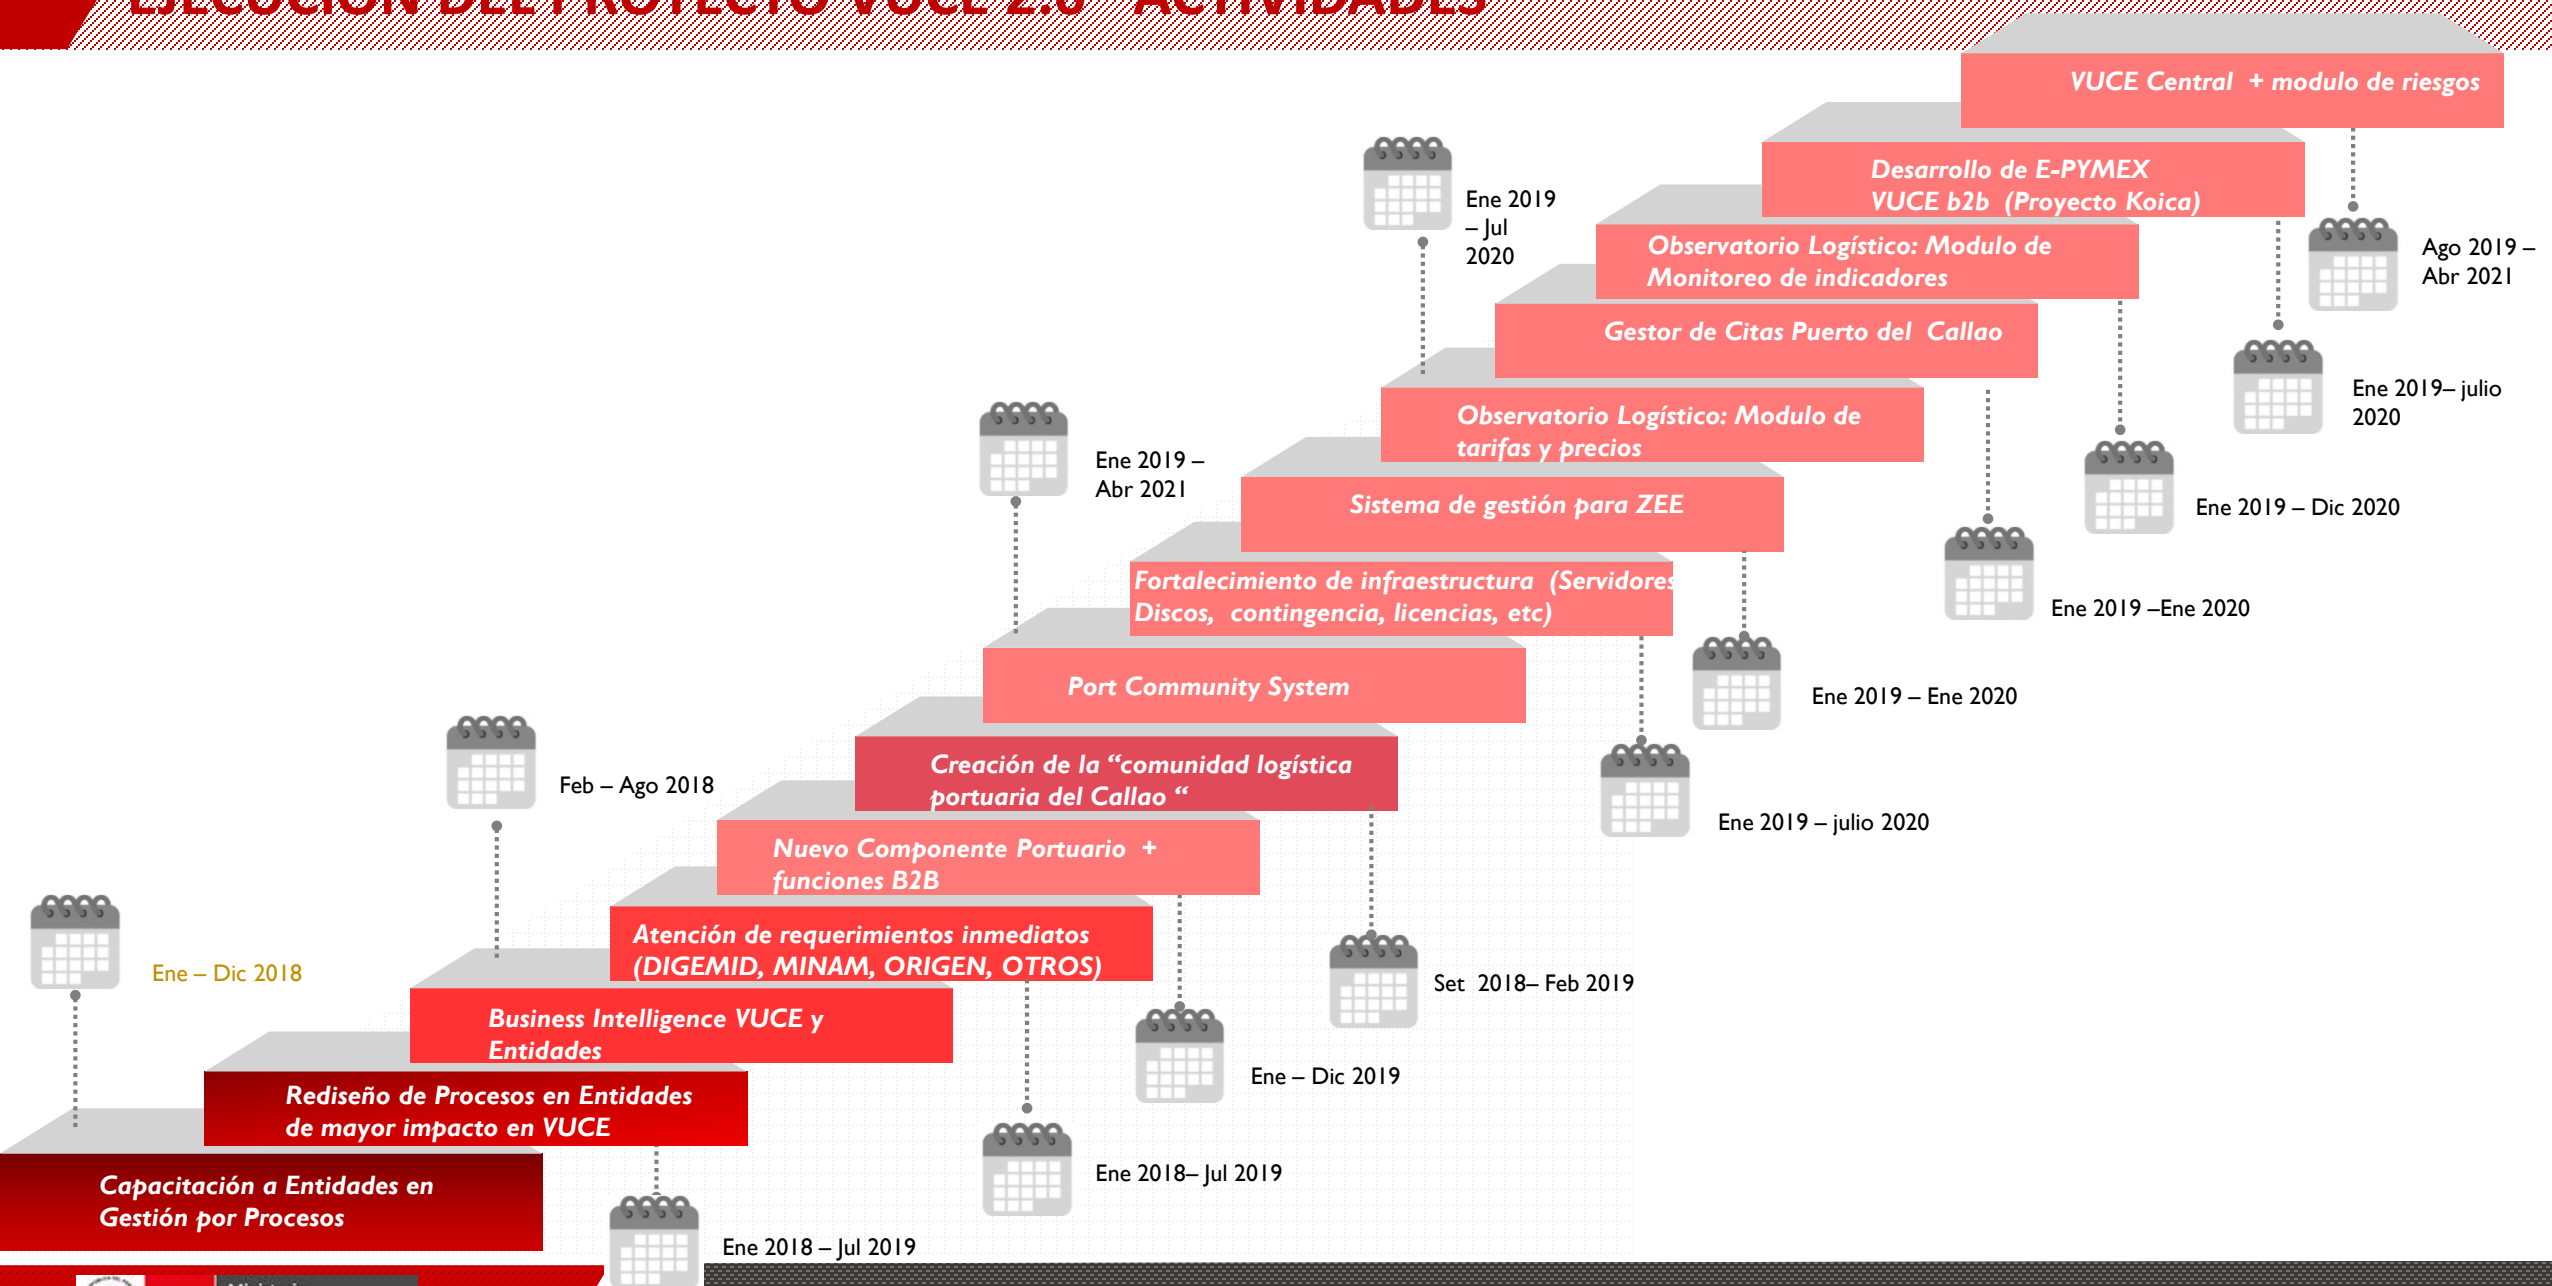 EJECUCIÓN DEL PROYECTO VUCE 2.0 - ACTIVIDADES
VUCE Central + modulo de riesgos
Ago 2019 –
Abr 2021
Desarrollo de E-PYMEX
VUCE b2b (Proyecto Koica)
Ene 2019– julio
2020
Observatorio Logístico: Modulo de
Monitoreo de indicadores
Ene 2019 – Dic 2020
Gestor de Citas Puerto del Callao
Ene 2019 –Ene 2020
Ene 2019
– Jul
2020
Observatorio Logístico: Modulo de
tarifas y precios
Sistema de gestión para ZEE
Ene 2019 – Ene 2020
Fortalecimiento de infraestructura (Servidores
Discos, contingencia, licencias, etc)
Ene 2019 – julio 2020
Ene 2019 –
Abr 2021
Port Community System
Creación de la “comunidad logística
portuaria del Callao “
Set 2018– Feb 2019
Nuevo Componente Portuario +
funciones B2B
Ene – Dic 2019
Atención de requerimientos inmediatos
(DIGEMID, MINAM, ORIGEN, OTROS)
Ene 2018– Jul 2019
Feb – Ago 2018
Business Intelligence VUCE y
Entidades
Rediseño de Procesos en Entidades
de mayor impacto en VUCE
Ene 2018 – Jul 2019
Ene – Dic 2018
Capacitación a Entidades en
Gestión por Procesos